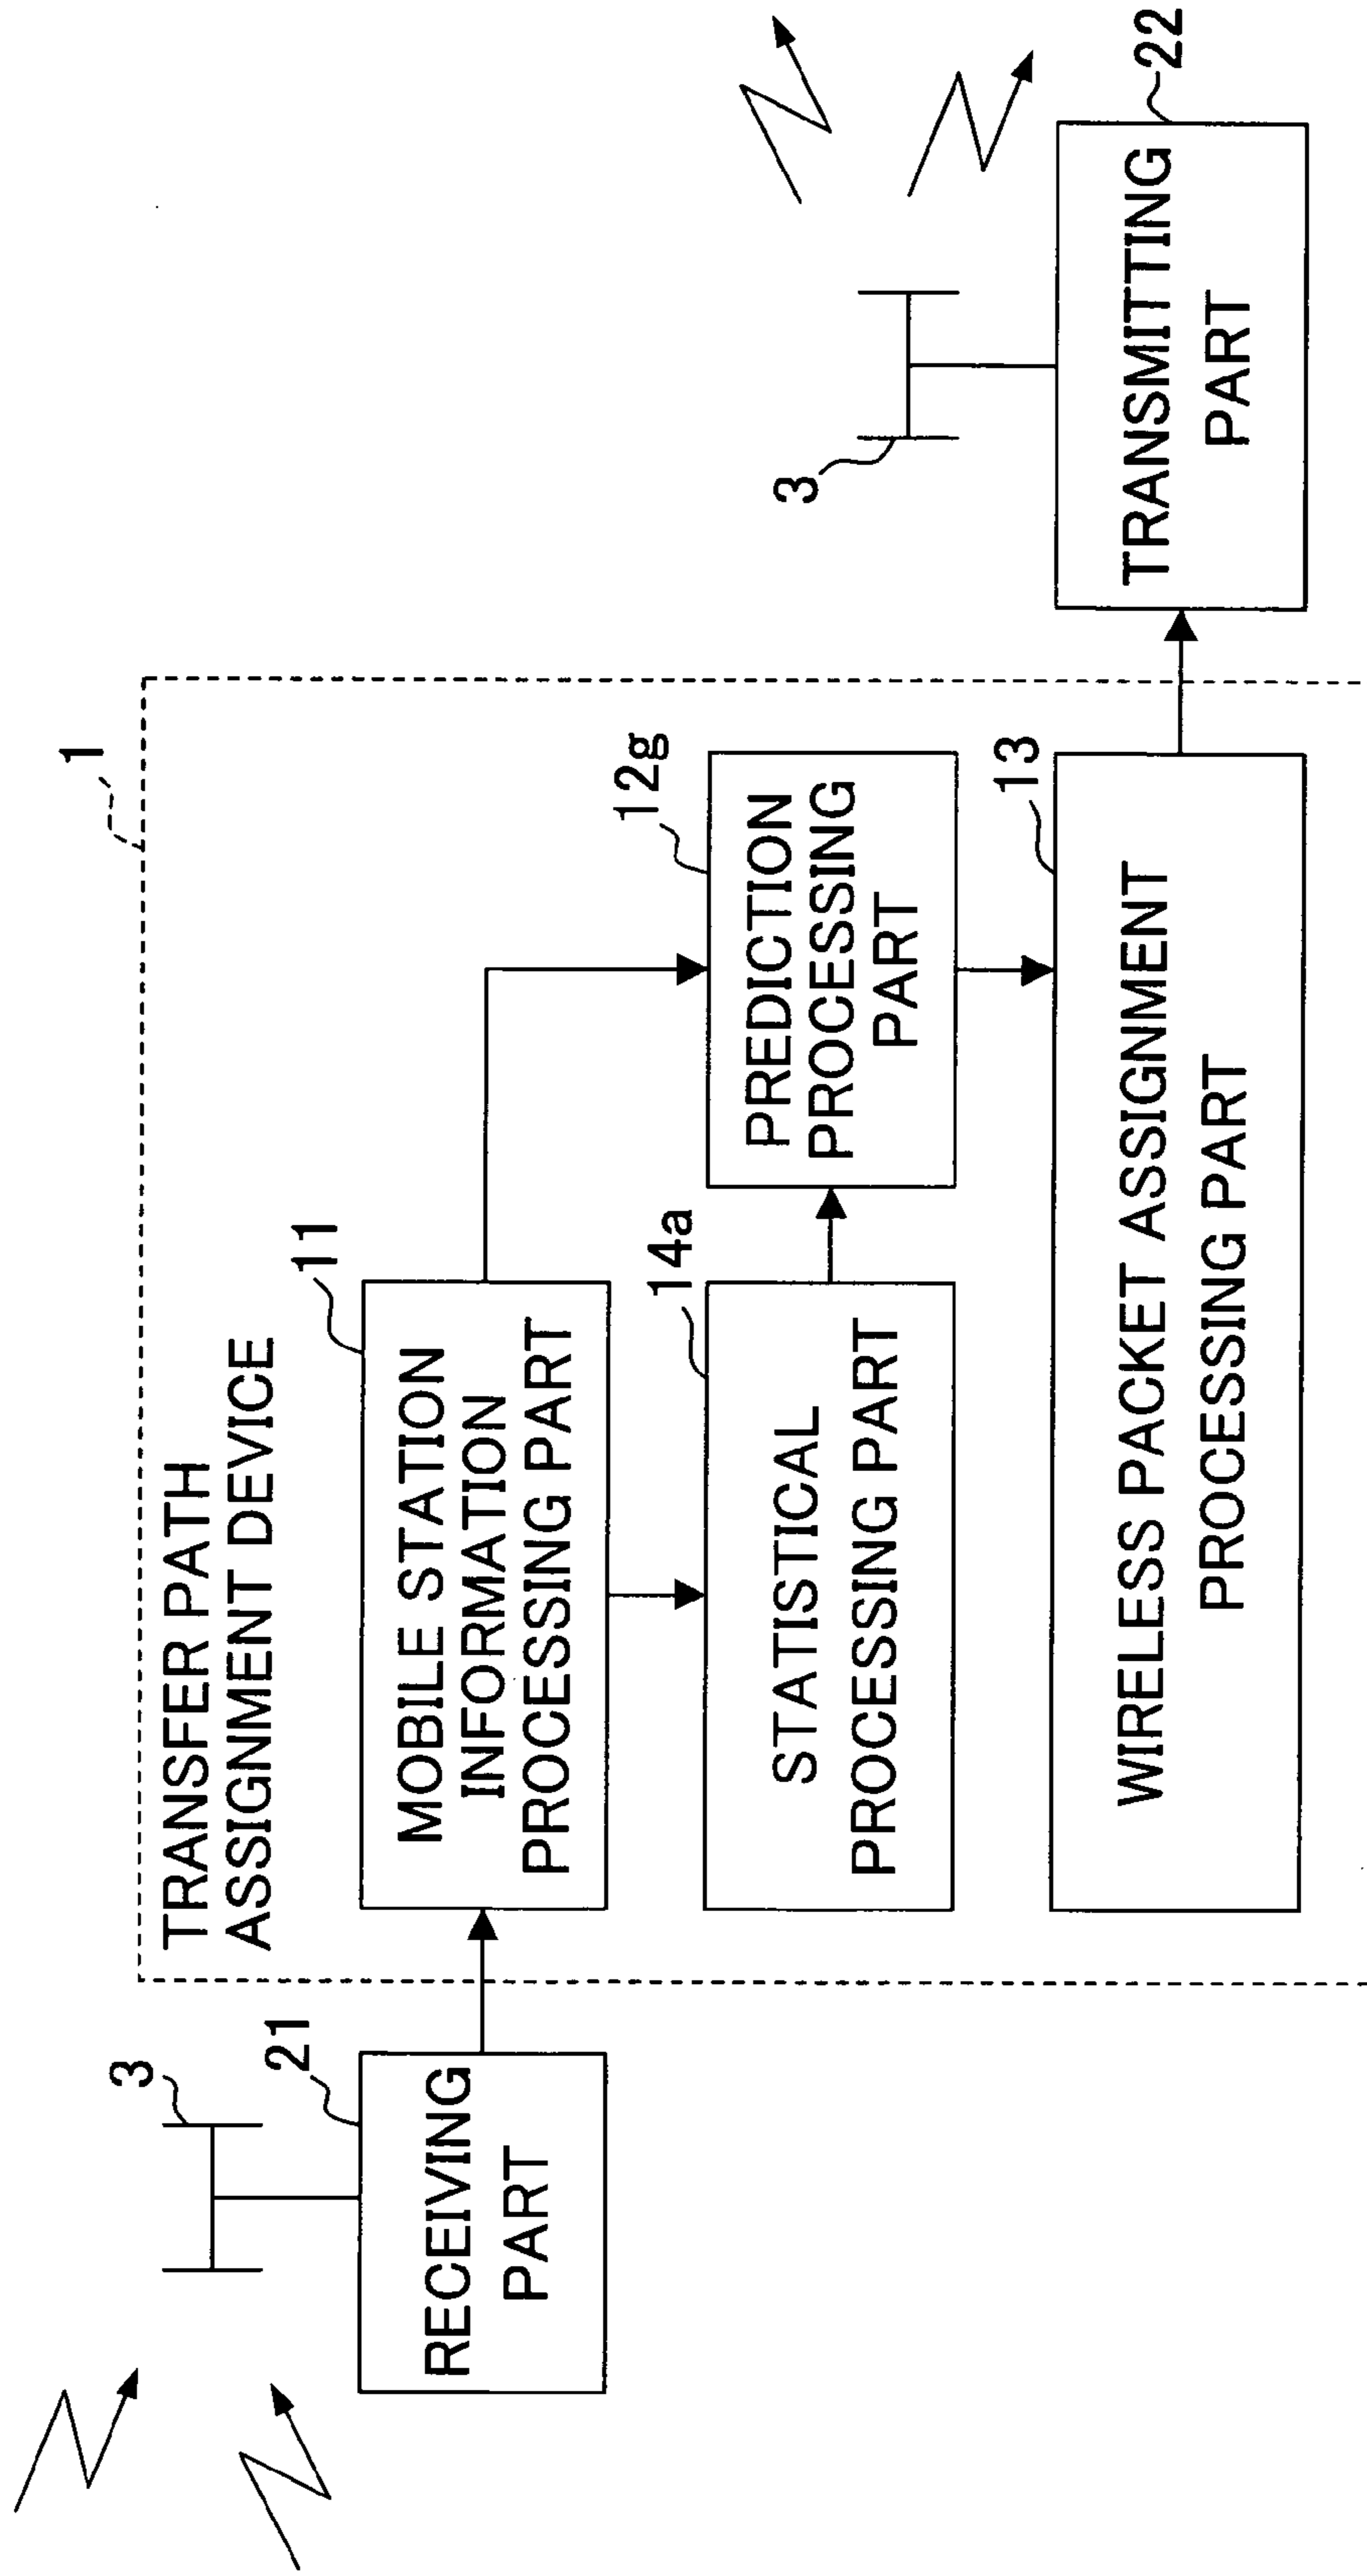 1
TRANSFER PATH
ASSIGNMENT DEVICE
3
21
RECEIVING
PART
11
MOBILE STATION
INFORMATION
PROCESSING PART
14a
STATISTICAL
PROCESSING PART
12g
PREDICTION
PROCESSING
PART
13
WIRELESS PACKET ASSIGNMENT
PROCESSING PART
3
22
TRANSMITTING
PART